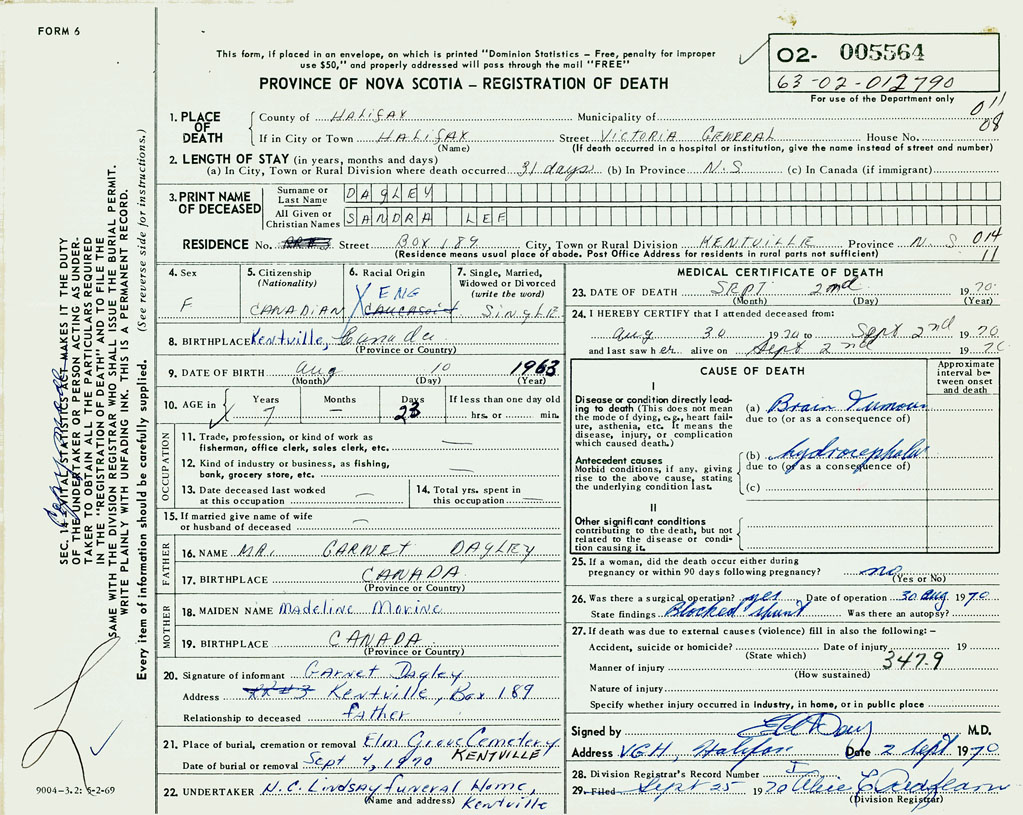 FORM 6
This form, if placed in an envelope, on which is printed "Dominion Statistics – Free, penalty for improper
use $50," and properly addressed will pass through the mail "FREE"
PROVINCE OF NOVA SCOTIA – REGISTRATION OF DEATH
02- 005564
63-02-012790
For use of the Department only
011
08
1. PLACE OF DEATH
County of HALIFAX Municipality of
If in City or Town HALIFAX Street VICTORIA GENERAL House No.
(Name) (If death occurred in a hospital or institution, give the name instead of street and number)
2. LENGTH OF STAY (in years, months and days)
(a) In City, Town or Rural Division where death occurred 31 days (b) In Province N.S (c) In Canada (if immigrant)
3. PRINT NAME OF DECEASED
Surname or Last Name DAGLEY
All Given or Christian Names SANDRA LEE
RESIDENCE No. RR#3 Street BOX 189 City, Town or Rural Division KENTVILLE Province N.S 014
(Residence means usual place of abode. Post Office Address for residents in rural parts not sufficient) 11
4. Sex
F
5. Citizenship
(Nationality)
CANADIAN
6. Racial Origin
ENG
CAUCASOID
7. Single, Married,
Widowed or Divorced
(write the word)
SINGLE
8. BIRTHPLACE Kentville, Canada
(Province or Country)
9. DATE OF BIRTH Aug 10 1963
(Month) (Day) (Year)
10. AGE in
Years Months Days If less than one day old
7 – 23 hrs. or min.
OCCUPATION
11. Trade, profession, or kind of work as
fisherman, office clerk, sales clerk, etc. —
12. Kind of industry or business, as fishing,
bank, grocery store, etc. —
13. Date deceased last worked
at this occupation —
14. Total yrs. spent in
this occupation —
15. If married give name of wife
or husband of deceased —
FATHER
16. NAME MR. GARNET DAGLEY
17. BIRTHPLACE CANADA
(Province or Country)
MOTHER
18. MAIDEN NAME Madeline Morine
19. BIRTHPLACE CANADA
(Province or Country)
20. Signature of informant Garnet Dagley
Address RR#3 Kentville, Box 189
Relationship to deceased father
21. Place of burial, cremation or removal Elm Grove Cemetery
KENTVILLE
Date of burial or removal Sept 4, 1970
22. UNDERTAKER N.C. Lindsay Funeral Home,
(Name and address) Kentville
MEDICAL CERTIFICATE OF DEATH
23. DATE OF DEATH SEPT 2nd 1970
(Month) (Day) (Year)
24. I HEREBY CERTIFY that I attended deceased from:
Aug 30 1970 to Sept 2nd 1970
and last saw her alive on Sept 2nd 1970
CAUSE OF DEATH
Approximate
interval be-
tween onset
and death
I
Disease or condition directly lead-
ing to death (This does not mean
the mode of dying, e.g., heart fail-
ure, asthenia, etc. It means the
disease, injury, or complication
which caused death.)
(a) Brain Tumour
due to (or as a consequence of)
Antecedent causes
Morbid conditions, if any, giving
rise to the above cause, stating
the underlying condition last.
(b) hydrocephalus
due to (or as a consequence of)
(c)
II
Other significant conditions
contributing to the death, but not
related to the disease or condi-
tion causing it.
25. If a woman, did the death occur either during
pregnancy or within 90 days following pregnancy? no
(Yes or No)
26. Was there a surgical operation? yes Date of operation 30 Aug 1970
State findings Blocked shunt Was there an autopsy?
27. If death was due to external causes (violence) fill in also the following: –
Accident, suicide or homicide? Date of injury 19
(State which)
Manner of injury 347.9
(How sustained)
Nature of injury
Specify whether injury occurred in industry, in home, or in public place
Signed by M.D.
Address VGH, Halifax Date 2 Sept 1970
28. Division Registrar's Record Number
29. Filed Sept 25 1970
(Division Registrar)
SEC. 14 – VITAL STATISTICS ACT MAKES IT THE DUTY
OF THE UNDERTAKER OR PERSON ACTING AS UNDER-
TAKER TO OBTAIN ALL THE PARTICULARS REQUIRED
IN THE "REGISTRATION OF DEATH" AND TO FILE THE
SAME WITH THE DIVISION REGISTRAR WHO SHALL ISSUE THE BURIAL PERMIT.
WRITE PLAINLY WITH UNFADING INK. THIS IS A PERMANENT RECORD.
Every item of information should be carefully supplied. (See reverse side for instructions.)
9004-3.2: 5-2-69